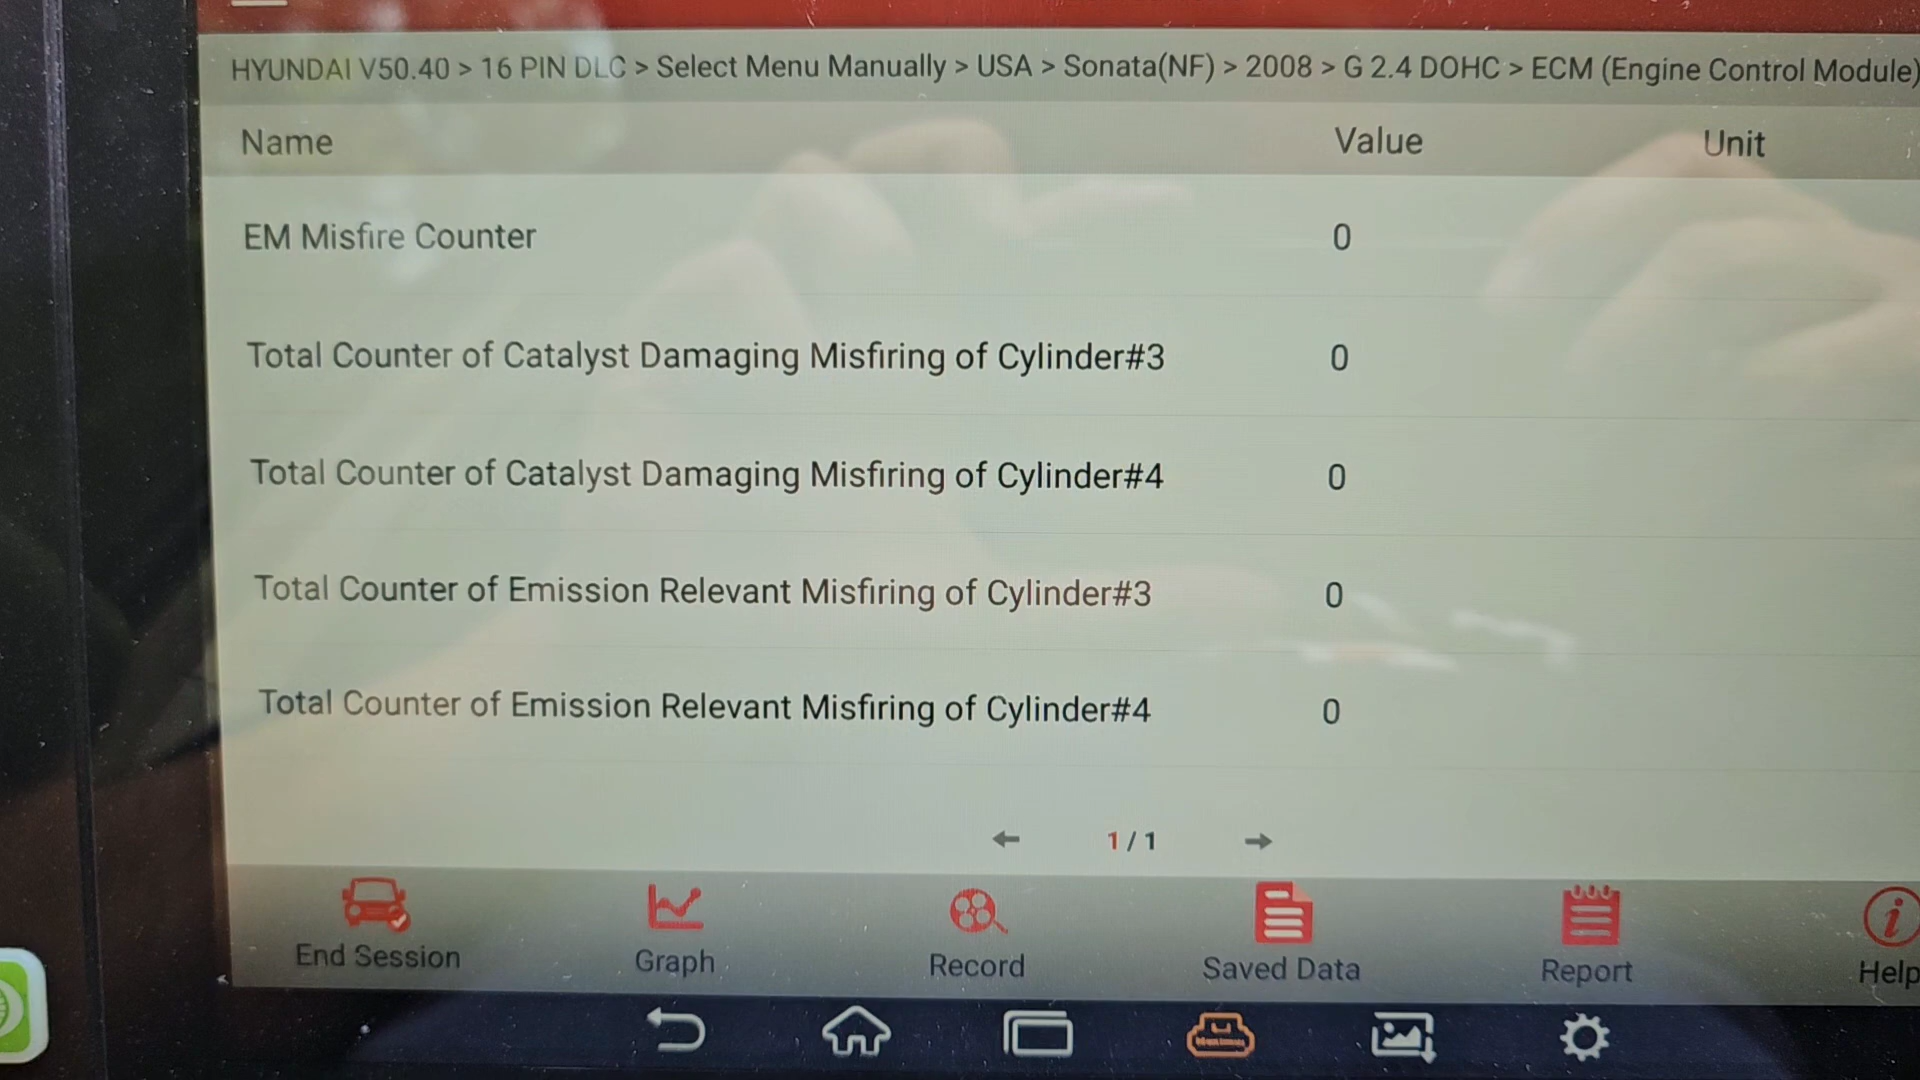 HYUNDAI V50.40 > 16 PIN DLC > Select Menu Manually > USA > Sonata(NF) > 2008 > G 2.4 DOHC > ECM (Engine Control Module)
Name Value Unit
EM Misfire Counter 0
Total Counter of Catalyst Damaging Misfiring of Cylinder#3 0
Total Counter of Catalyst Damaging Misfiring of Cylinder#4 0
Total Counter of Emission Relevant Misfiring of Cylinder#3 0
Total Counter of Emission Relevant Misfiring of Cylinder#4 0
1 / 1
End Session Graph Record Saved Data Report Help